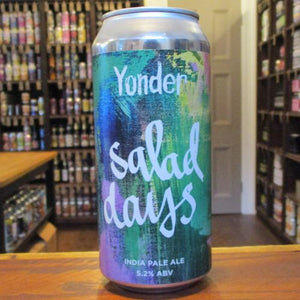 Yonder
salad
days
INDIA PALE ALE
5.2% ABV